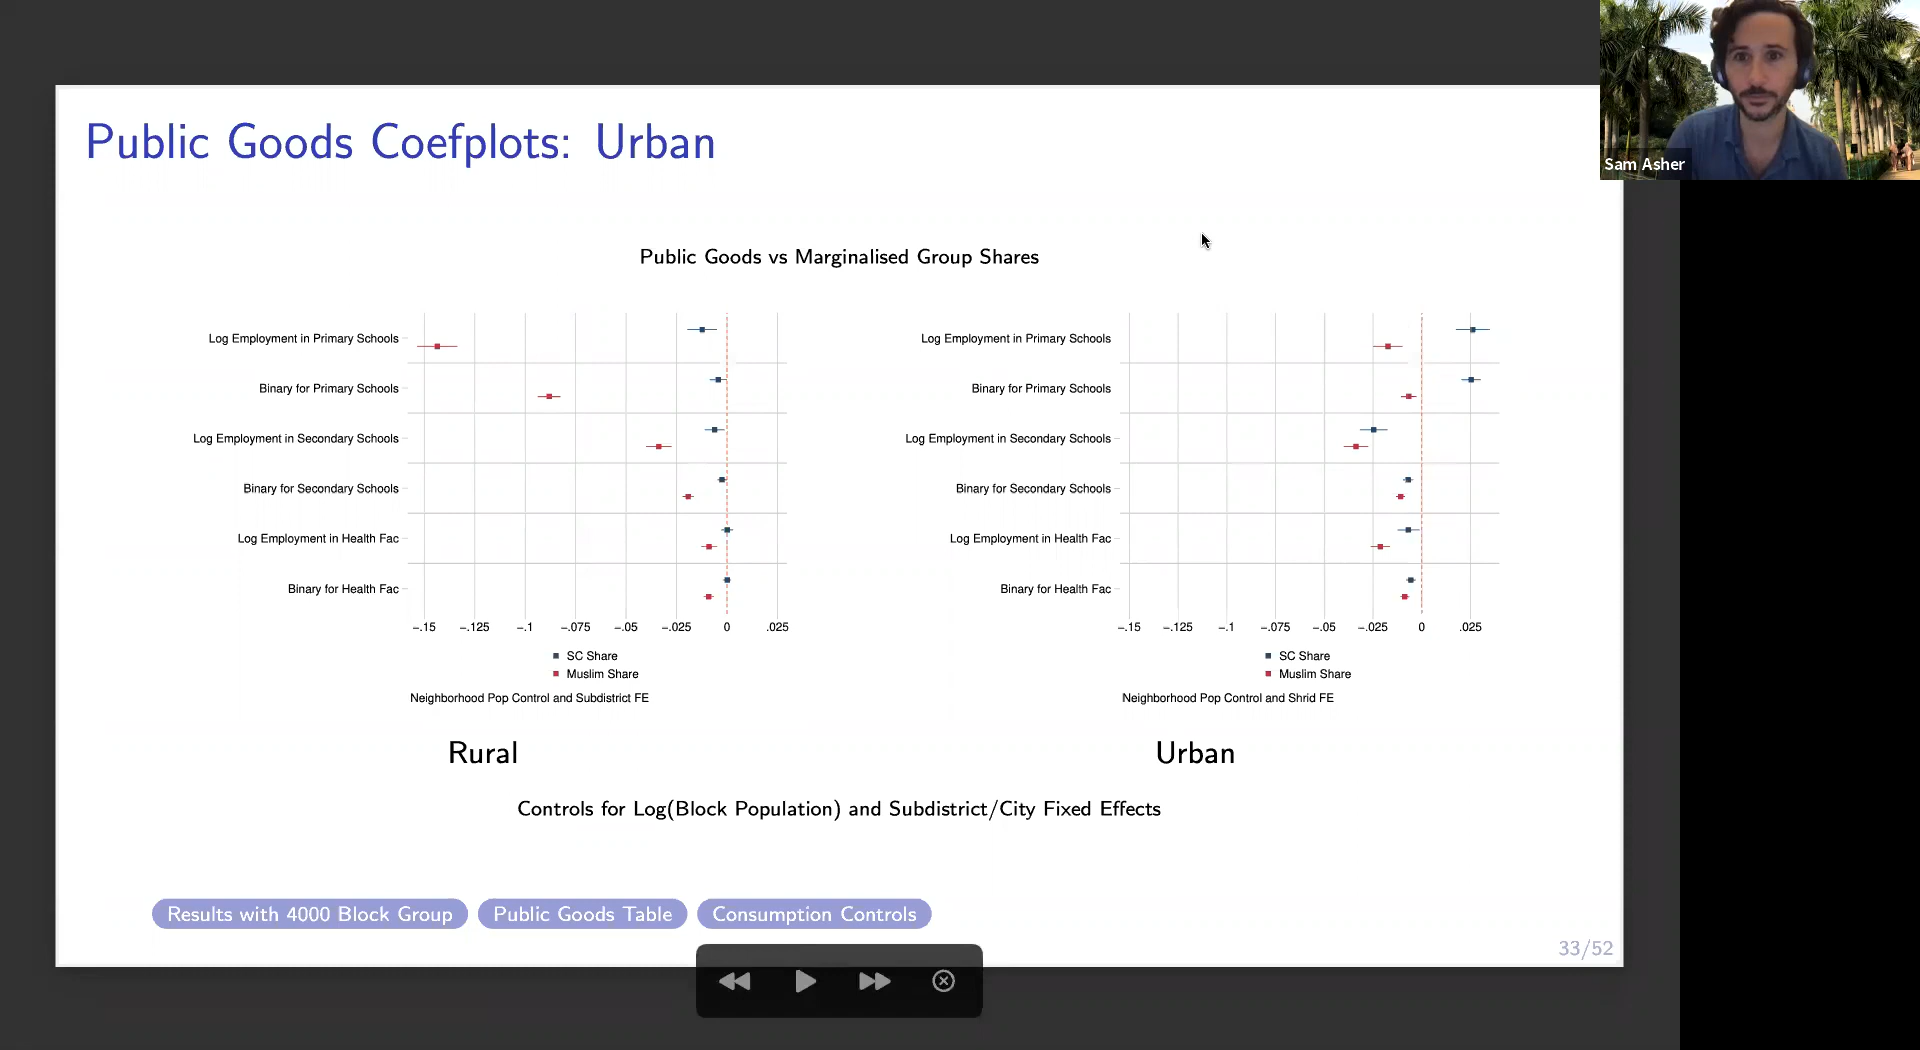 Sam Asher
Public Goods Coefplots: Urban
Public Goods vs Marginalised Group Shares
Log Employment in Primary Schools
Binary for Primary Schools
Log Employment in Secondary Schools
Binary for Secondary Schools
Log Employment in Health Fac
Binary for Health Fac
−.15 −.125 −.1 −.075 −.05 −.025 0 .025
SC Share
Muslim Share
Neighborhood Pop Control and Subdistrict FE
Rural
Log Employment in Primary Schools
Binary for Primary Schools
Log Employment in Secondary Schools
Binary for Secondary Schools
Log Employment in Health Fac
Binary for Health Fac
−.15 −.125 −.1 −.075 −.05 −.025 0 .025
SC Share
Muslim Share
Neighborhood Pop Control and Shrid FE
Urban
Controls for Log(Block Population) and Subdistrict/City Fixed Effects
Results with 4000 Block Group Public Goods Table Consumption Controls
33/52